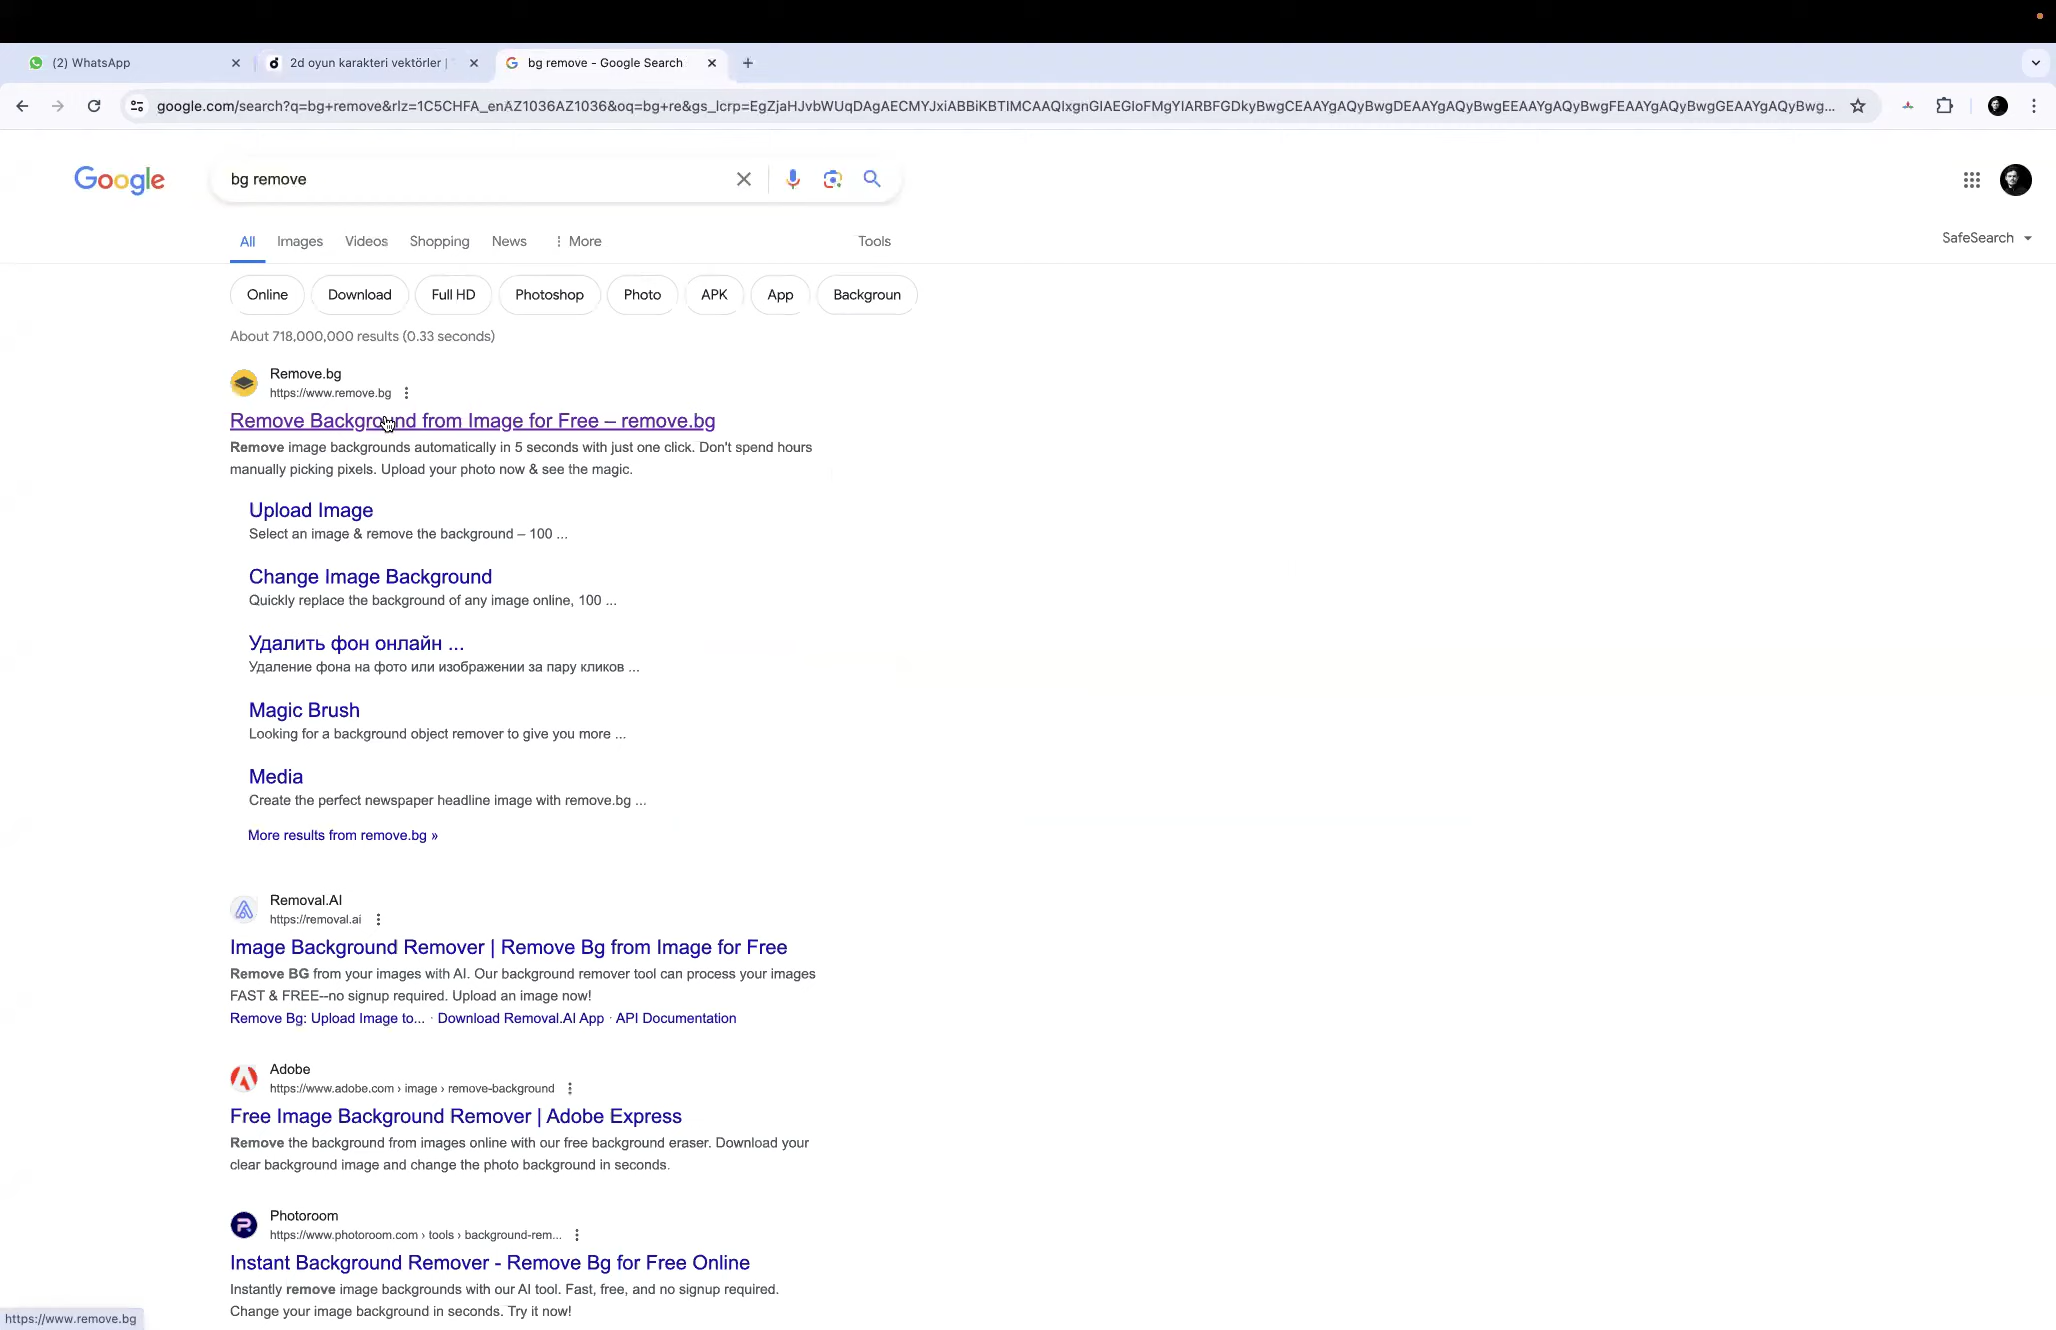 (2) WhatsApp
2d oyun karakteri vektörler |
bg remove - Google Search
google.com/search?q=bg+remove&rlz=1C5CHFA_enAZ1036AZ1036&oq=bg+re&gs_lcrp=EgZjaHJvbWUqDAgAECMYJxiABBiKBTIMCAAQIxgnGIAEGIoFMgYIARBFGDkyBwgCEAAYgAQyBwgDEAAYgAQyBwgEEAAYgAQyBwgFEAAYgAQyBwgGEAAYgAQyBwg...
Google
bg remove
All Images Videos Shopping News More Tools
SafeSearch
Online Download Full HD Photoshop Photo APK App Backgroun
About 718,000,000 results (0.33 seconds)
Remove.bg
https://www.remove.bg
Remove Background from Image for Free – remove.bg
Remove image backgrounds automatically in 5 seconds with just one click. Don't spend hours
manually picking pixels. Upload your photo now & see the magic.
Upload Image
Select an image & remove the background – 100 ...
Change Image Background
Quickly replace the background of any image online, 100 ...
Удалить фон онлайн ...
Удаление фона на фото или изображении за пару кликов ...
Magic Brush
Looking for a background object remover to give you more ...
Media
Create the perfect newspaper headline image with remove.bg ...
More results from remove.bg »
Removal.AI
https://removal.ai
Image Background Remover | Remove Bg from Image for Free
Remove BG from your images with AI. Our background remover tool can process your images
FAST & FREE--no signup required. Upload an image now!
Remove Bg: Upload Image to... · Download Removal.AI App · API Documentation
Adobe
https://www.adobe.com › image › remove-background
Free Image Background Remover | Adobe Express
Remove the background from images online with our free background eraser. Download your
clear background image and change the photo background in seconds.
Photoroom
https://www.photoroom.com › tools › background-rem...
Instant Background Remover - Remove Bg for Free Online
Instantly remove image backgrounds with our AI tool. Fast, free, and no signup required.
Change your image background in seconds. Try it now!
https://www.remove.bg